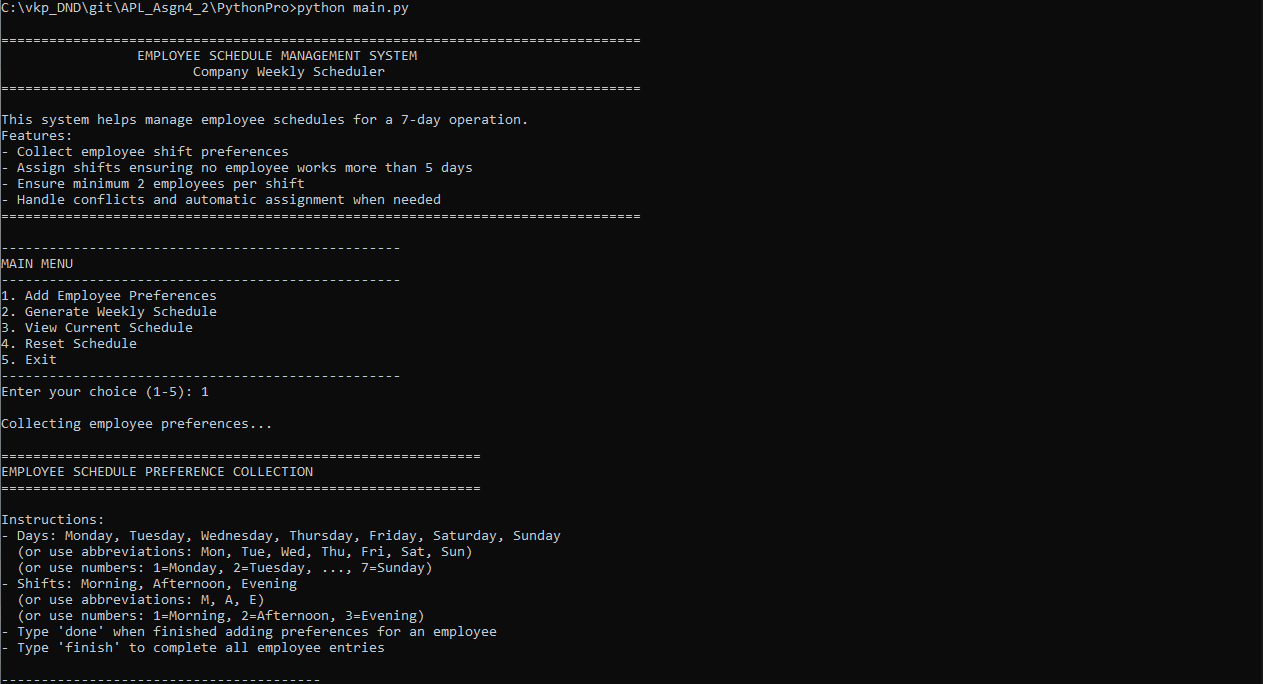 C:\vkp_DND\git\APL_Asgn4_2\PythonPro>python main.py
================================================================================
EMPLOYEE SCHEDULE MANAGEMENT SYSTEM
Company Weekly Scheduler
================================================================================
This system helps manage employee schedules for a 7-day operation.
Features:
- Collect employee shift preferences
- Assign shifts ensuring no employee works more than 5 days
- Ensure minimum 2 employees per shift
- Handle conflicts and automatic assignment when needed
================================================================================
--------------------------------------------------
MAIN MENU
--------------------------------------------------
1. Add Employee Preferences
2. Generate Weekly Schedule
3. View Current Schedule
4. Reset Schedule
5. Exit
--------------------------------------------------
Enter your choice (1-5): 1
Collecting employee preferences...
============================================================
EMPLOYEE SCHEDULE PREFERENCE COLLECTION
============================================================
Instructions:
- Days: Monday, Tuesday, Wednesday, Thursday, Friday, Saturday, Sunday
(or use abbreviations: Mon, Tue, Wed, Thu, Fri, Sat, Sun)
(or use numbers: 1=Monday, 2=Tuesday, ..., 7=Sunday)
- Shifts: Morning, Afternoon, Evening
(or use abbreviations: M, A, E)
(or use numbers: 1=Morning, 2=Afternoon, 3=Evening)
- Type 'done' when finished adding preferences for an employee
- Type 'finish' to complete all employee entries
----------------------------------------